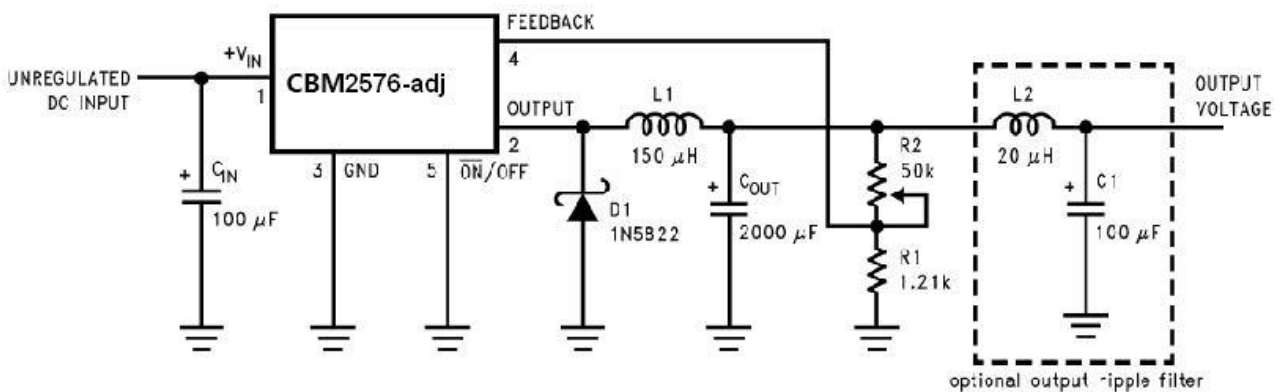 FEEDBACK
+VIN
4
UNREGULATED
DC INPUT
1
CBM2576-adj
OUTPUT
2
L1
150 μH
L2
20 μH
OUTPUT
VOLTAGE
3 GND
5 ON/OFF
+ CIN
100 μF
D1
1N5822
+ COUT
2000 μF
R2
50k
R1
1.21k
+ C1
100 μF
optional output ripple filter